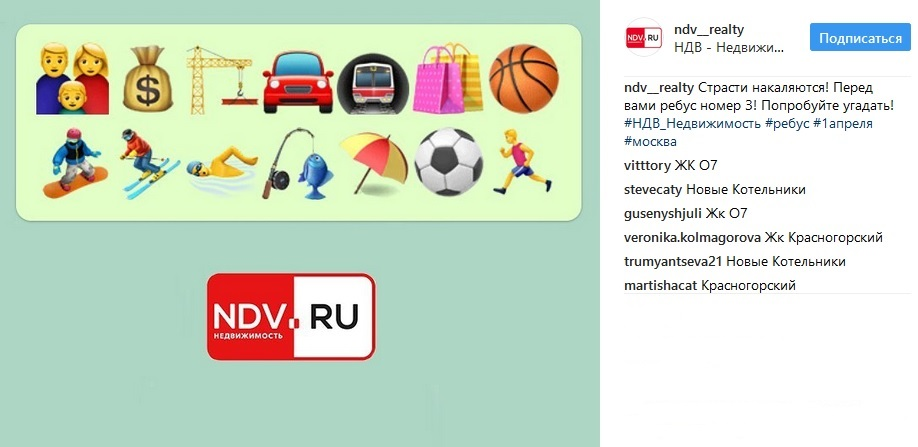 NDV.RU
НЕДВИЖИМОСТЬ
NDV.RU
ndv__realty
НДВ - Недвижи...
Подписаться
ndv__realty Страсти накаляются! Перед
вами ребус номер 3! Попробуйте угадать!
#НДВ_Недвижимость #ребус #1апреля
#москва
vitttory ЖК О7
stevecaty Новые Котельники
gusenyshjuli Жк О7
veronika.kolmagorova Жк Красногорский
trumyantseva21 Новые Котельники
martishacat Красногорский